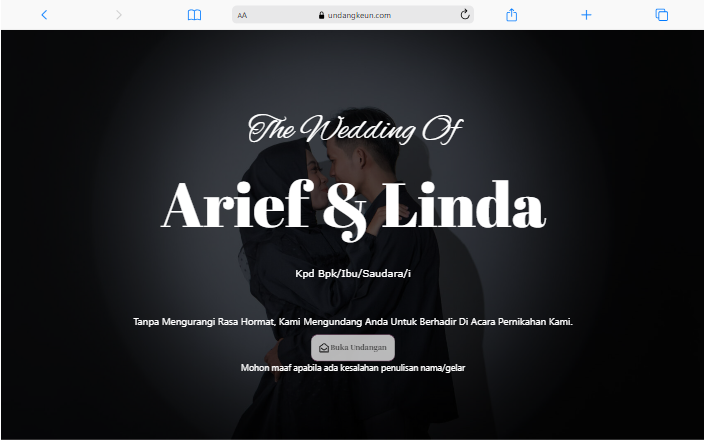 AA
undangkeun.com
The Wedding Of
Arief & Linda
Kpd Bpk/Ibu/Saudara/i
Tanpa Mengurangi Rasa Hormat, Kami Mengundang Anda Untuk Berhadir Di Acara Pernikahan Kami.
Buka Undangan
Mohon maaf apabila ada kesalahan penulisan nama/gelar